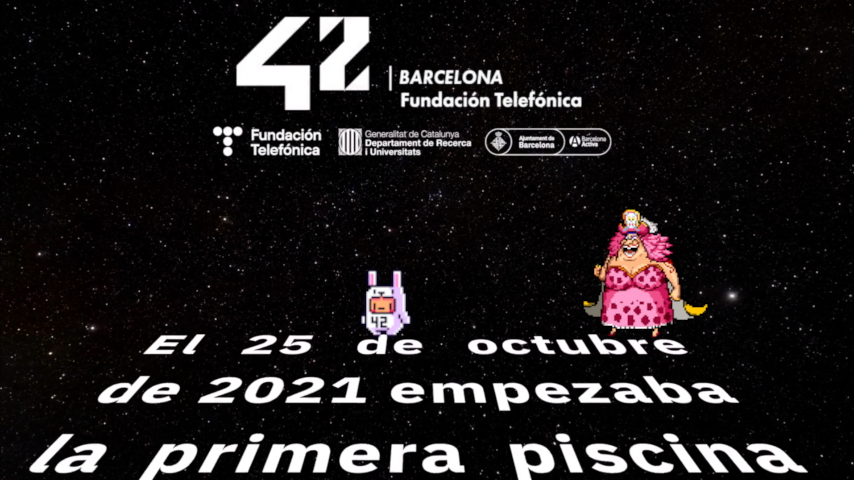 42
BARCELONA
Fundación Telefónica
Fundación
Telefónica
Generalitat de Catalunya
Departament de Recerca
i Universitats
Ajuntament de
Barcelona
Barcelona
Activa
42
El 25 de octubre
de 2021 empezaba
la primera piscina